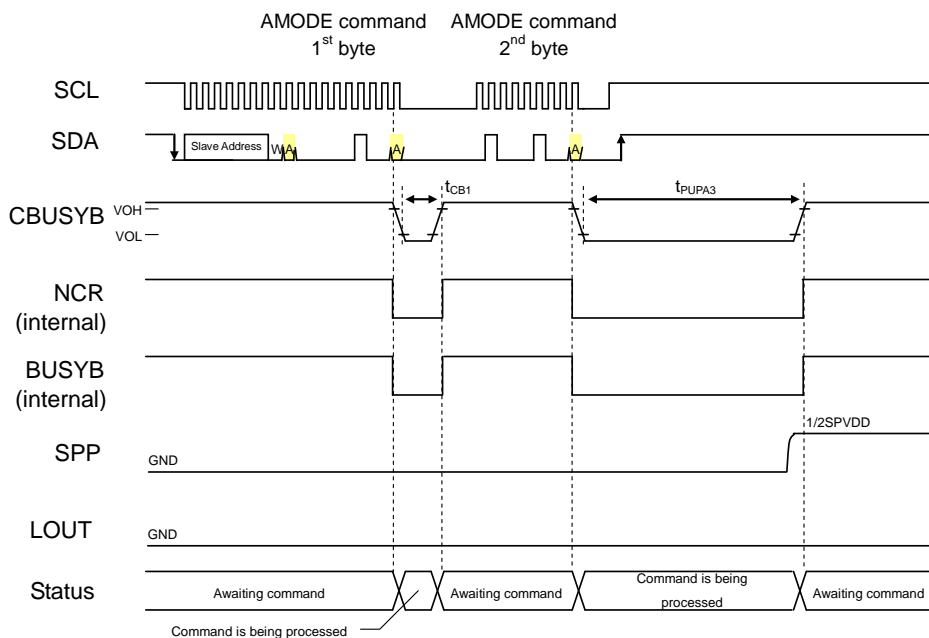 AMODE command
1st byte
AMODE command
2nd byte
SCL
SDA
Slave Address
W
A
A
A
CBUSYB
VOH
VOL
tCB1
tPUPA3
NCR
(internal)
BUSYB
(internal)
SPP
GND
1/2SPVDD
LOUT
GND
Status
Awaiting command
Awaiting command
Command is being
processed
Awaiting command
Command is being processed